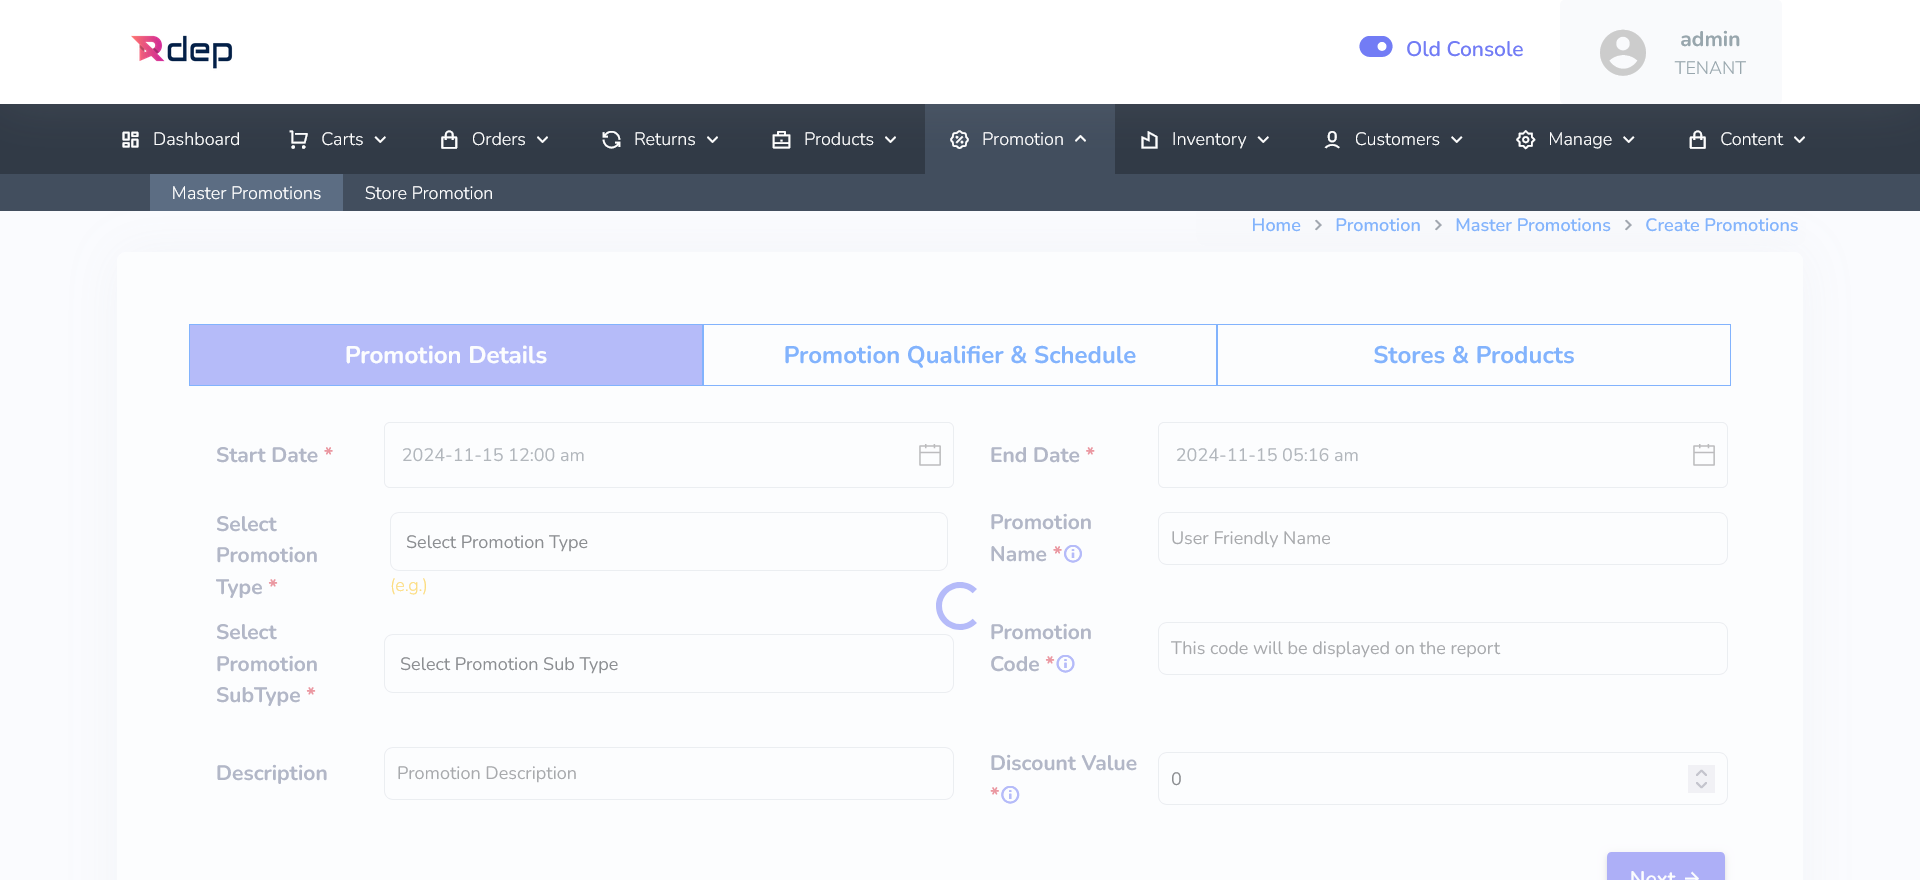 Rdep
Old Console
admin
TENANT
Dashboard Carts Orders Returns Products Promotion Inventory Customers Manage Content
Master Promotions Store Promotion
Home > Promotion > Master Promotions > Create Promotions
Promotion Details Promotion Qualifier & Schedule Stores & Products
Start Date * 2024-11-15 12:00 am End Date * 2024-11-15 05:16 am
Select
Promotion
Type *
Select Promotion Type
(e.g.)
Promotion
Name *
User Friendly Name
Select
Promotion
SubType *
Select Promotion Sub Type
Promotion
Code *
This code will be displayed on the report
Description Promotion Description
Discount Value
*
0
Next →